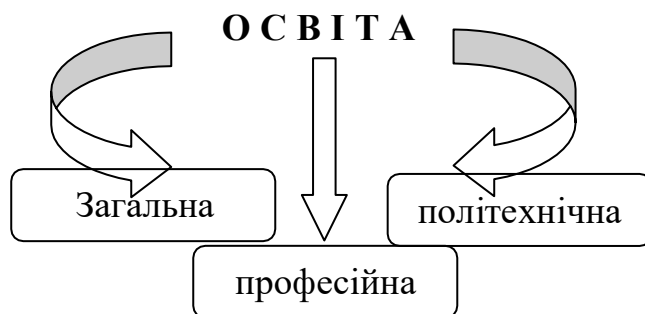 О С В І Т А
Загальна
політехнічна
професійна